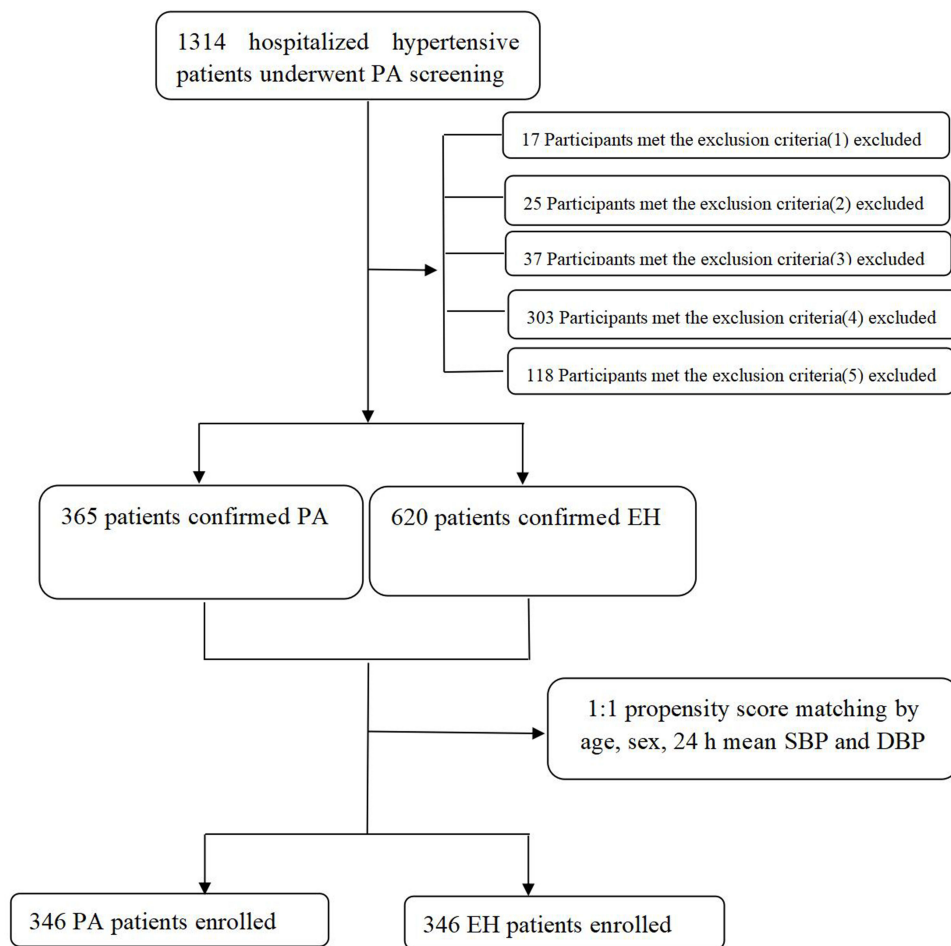 1314 hospitalized hypertensive
patients underwent PA screening
17 Participants met the exclusion criteria(1) excluded
25 Participants met the exclusion criteria(2) excluded
37 Participants met the exclusion criteria(3) excluded
303 Participants met the exclusion criteria(4) excluded
118 Participants met the exclusion criteria(5) excluded
365 patients confirmed PA
620 patients confirmed EH
1:1 propensity score matching by
age, sex, 24 h mean SBP and DBP
346 PA patients enrolled
346 EH patients enrolled